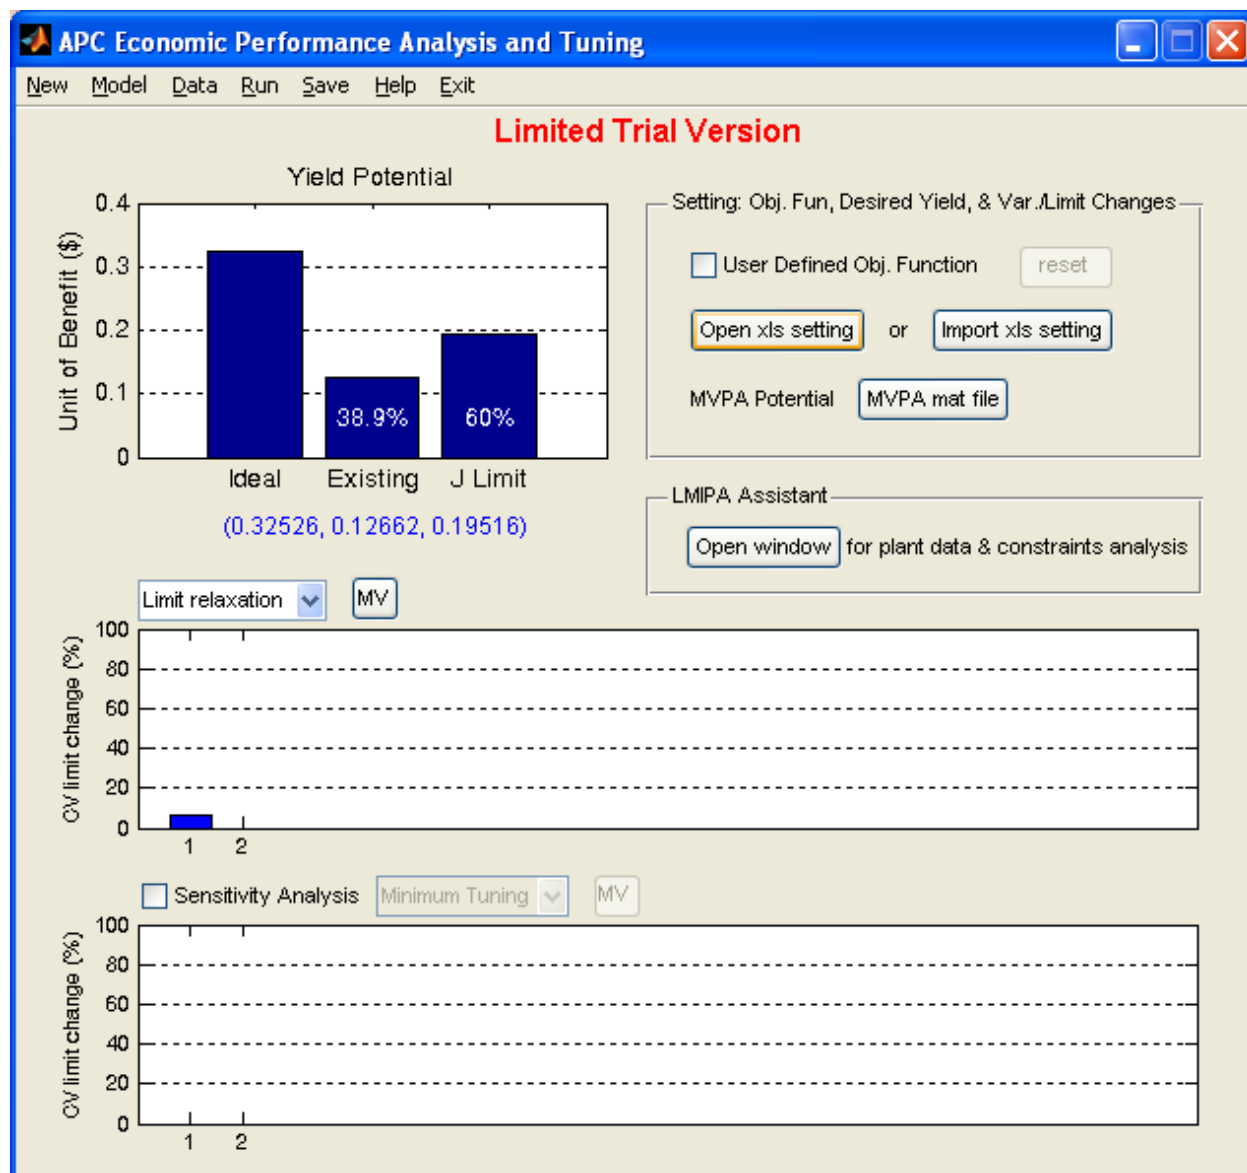 APC Economic Performance Analysis and Tuning
New Model Data Run Save Help Exit
Limited Trial Version
Yield Potential
Unit of Benefit ($)
0.4
0.3
0.2
0.1
0
38.9%
60%
Ideal Existing J Limit
(0.32526, 0.12662, 0.19516)
Setting: Obj. Fun, Desired Yield, & Var./Limit Changes
User Defined Obj. Function reset
Open xls setting or Import xls setting
MVPA Potential MVPA mat file
LMIPA Assistant
Open window for plant data & constraints analysis
Limit relaxation MV
CV limit change (%)
100
80
60
40
20
0
1 2
Sensitivity Analysis Minimum Tuning MV
CV limit change (%)
100
80
60
40
20
0
1 2